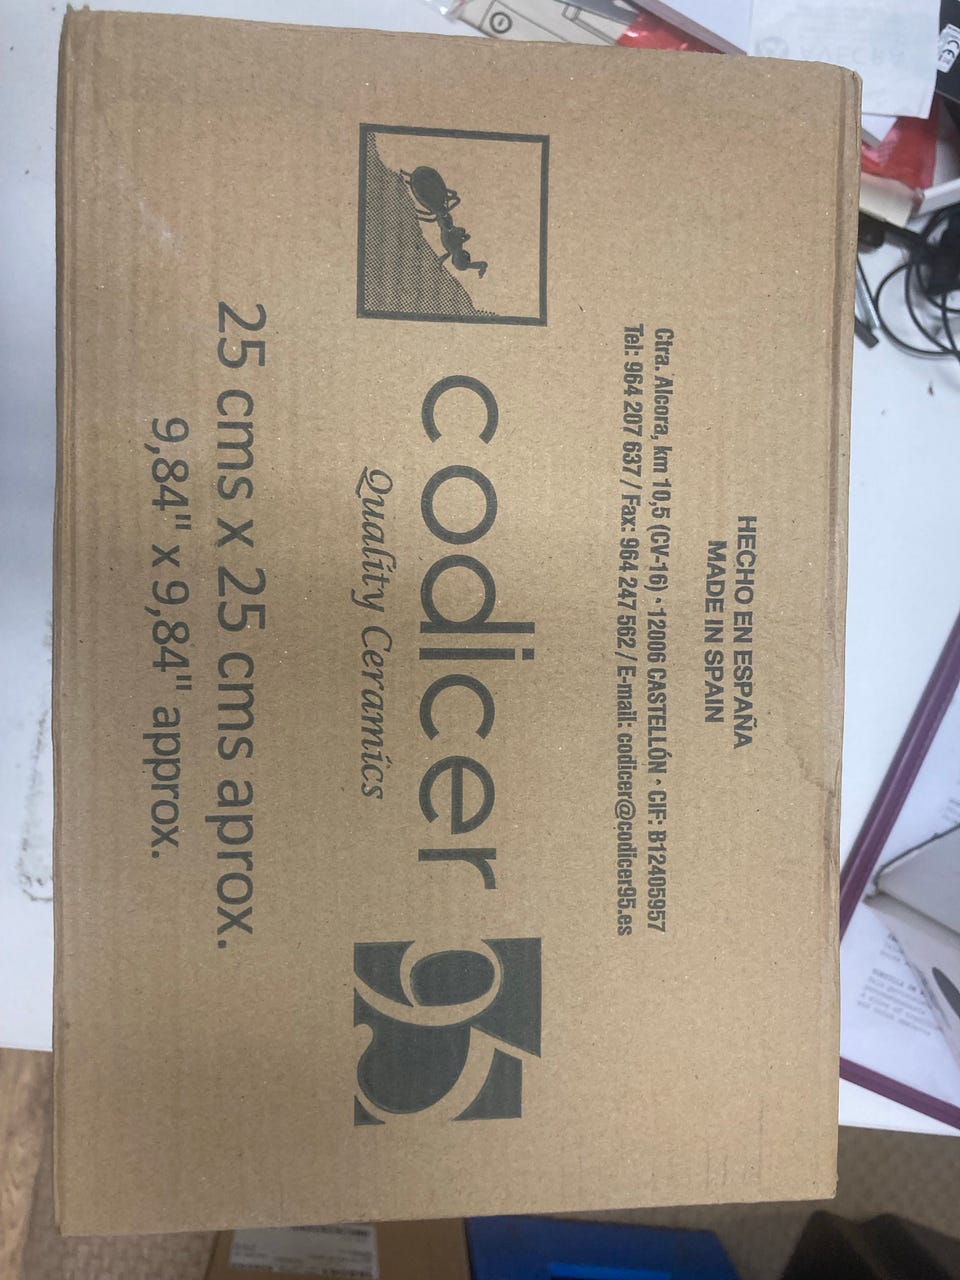 HECHO EN ESPAÑA
MADE IN SPAIN
Ctra. Alcora, km 10,5 (CV-16) • 12006 CASTELLÓN • CIF: B12405957
Tel: 964 207 637 / Fax: 964 247 562 / E-mail: codicer@codicer95.es
codicer 95
Quality Ceramics
25 cms x 25 cms aprox.
9,84" x 9,84" approx.